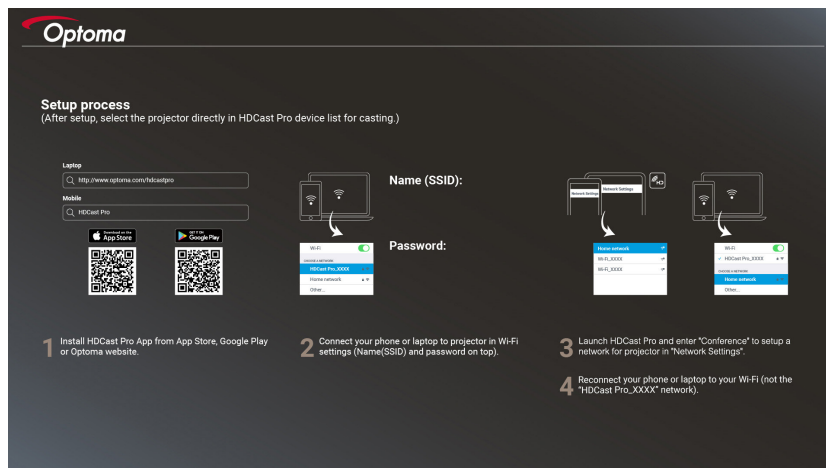 Optoma
Setup process
(After setup, select the projector directly in HDCast Pro device list for casting.)
Laptop
http://www.optoma.com/hdcastpro
Mobile
HDCast Pro
Download on the
App Store
GET IT ON
Google Play
Name (SSID):
Password:
Wi-Fi
CHOOSE A NETWORK
HDCast Pro_XXXX
Home network
Other...
Network Settings
Network Settings
HD
Home network
Wi-Fi_XXXX
Wi-Fi_XXXX
Wi-Fi
HDCast Pro_XXXX
CHOOSE A NETWORK
Home network
Other...
1 Install HDCast Pro App from App Store, Google Play
or Optoma website.
2 Connect your phone or laptop to projector in Wi-Fi
settings (Name(SSID) and password on top).
3 Launch HDCast Pro and enter "Conference" to setup a
network for projector in "Network Settings".
4 Reconnect your phone or laptop to your Wi-Fi (not the
"HDCast Pro_XXXX" network).